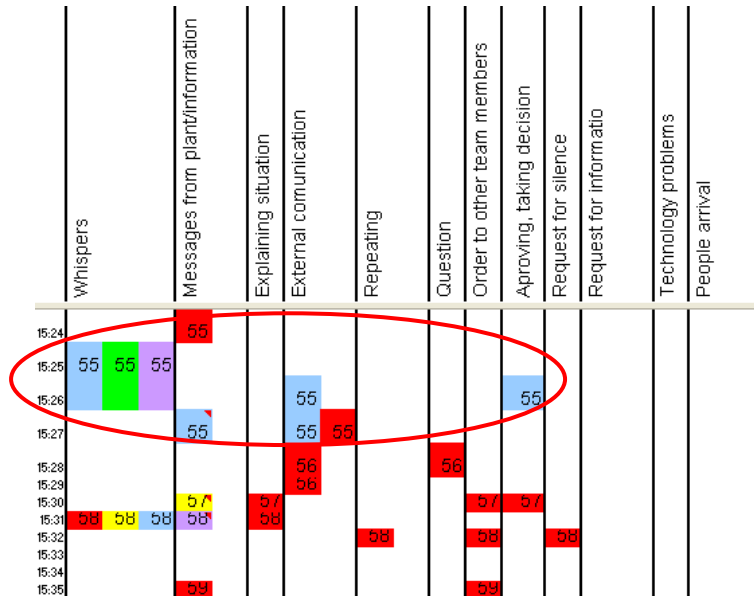 Whispers
Messages from plant/information
Explaining situation
External comunication
Repeating
Question
Order to other team members
Aproving, taking decision
Request for silence
Request for informatio
Technology problems
People arrival
15:24 55
15:25 55 55 55
15:26 55 55
15:27 55 55 55
15:28 56 56
15:29 56
15:30 57 57 57 57
15:31 58 58 58 58 58
15:32 58 58 58
15:33
15:34
15:35 59 59